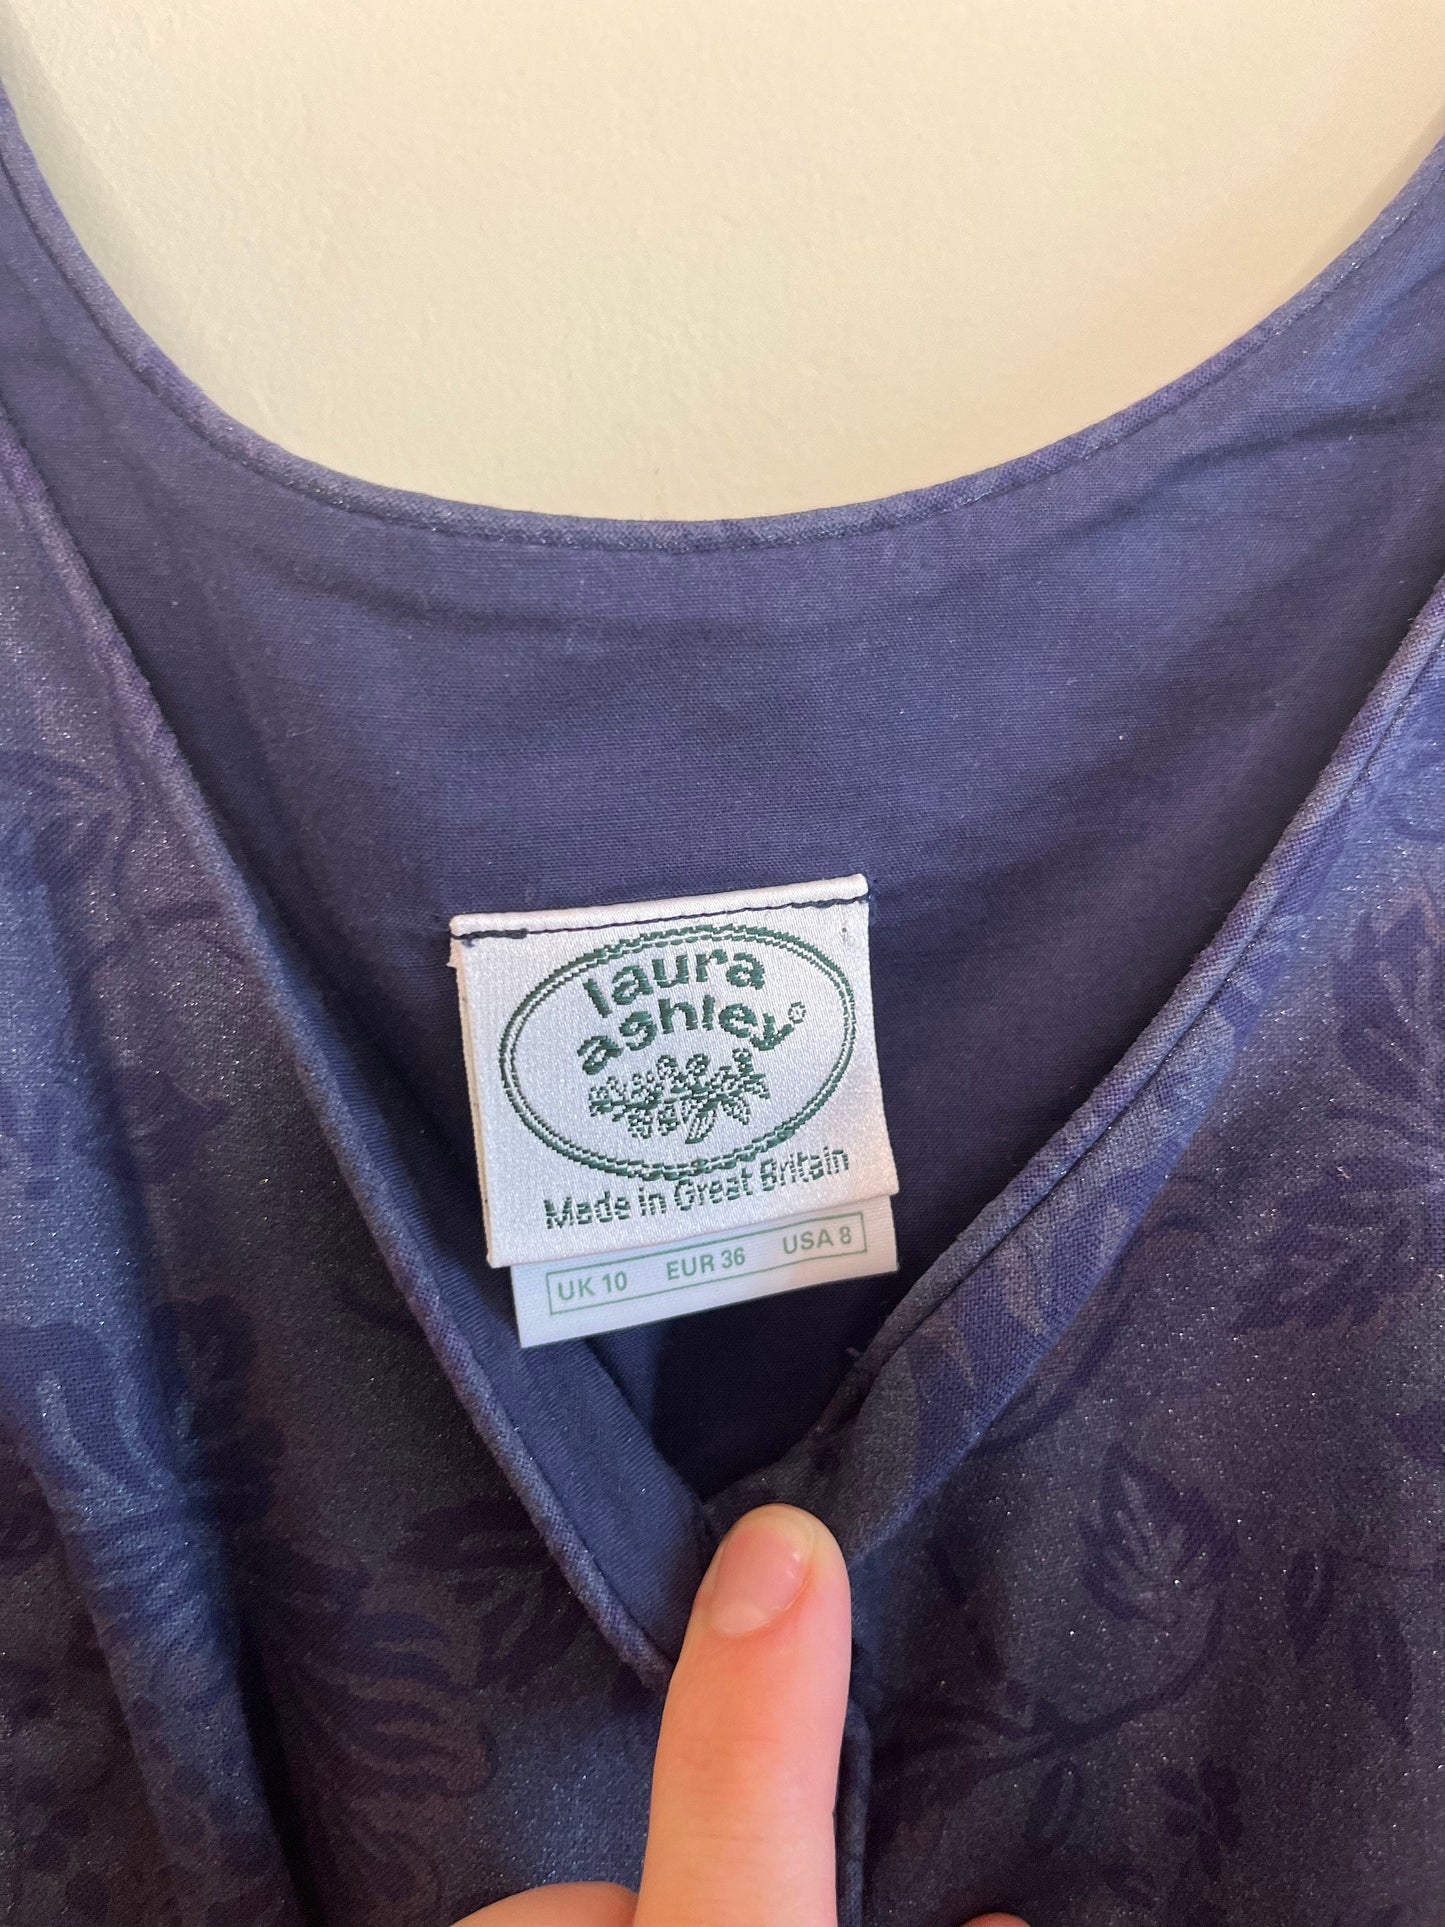 laura
ashley®
Made in Great Britain
UK 10 EUR 36 USA 8